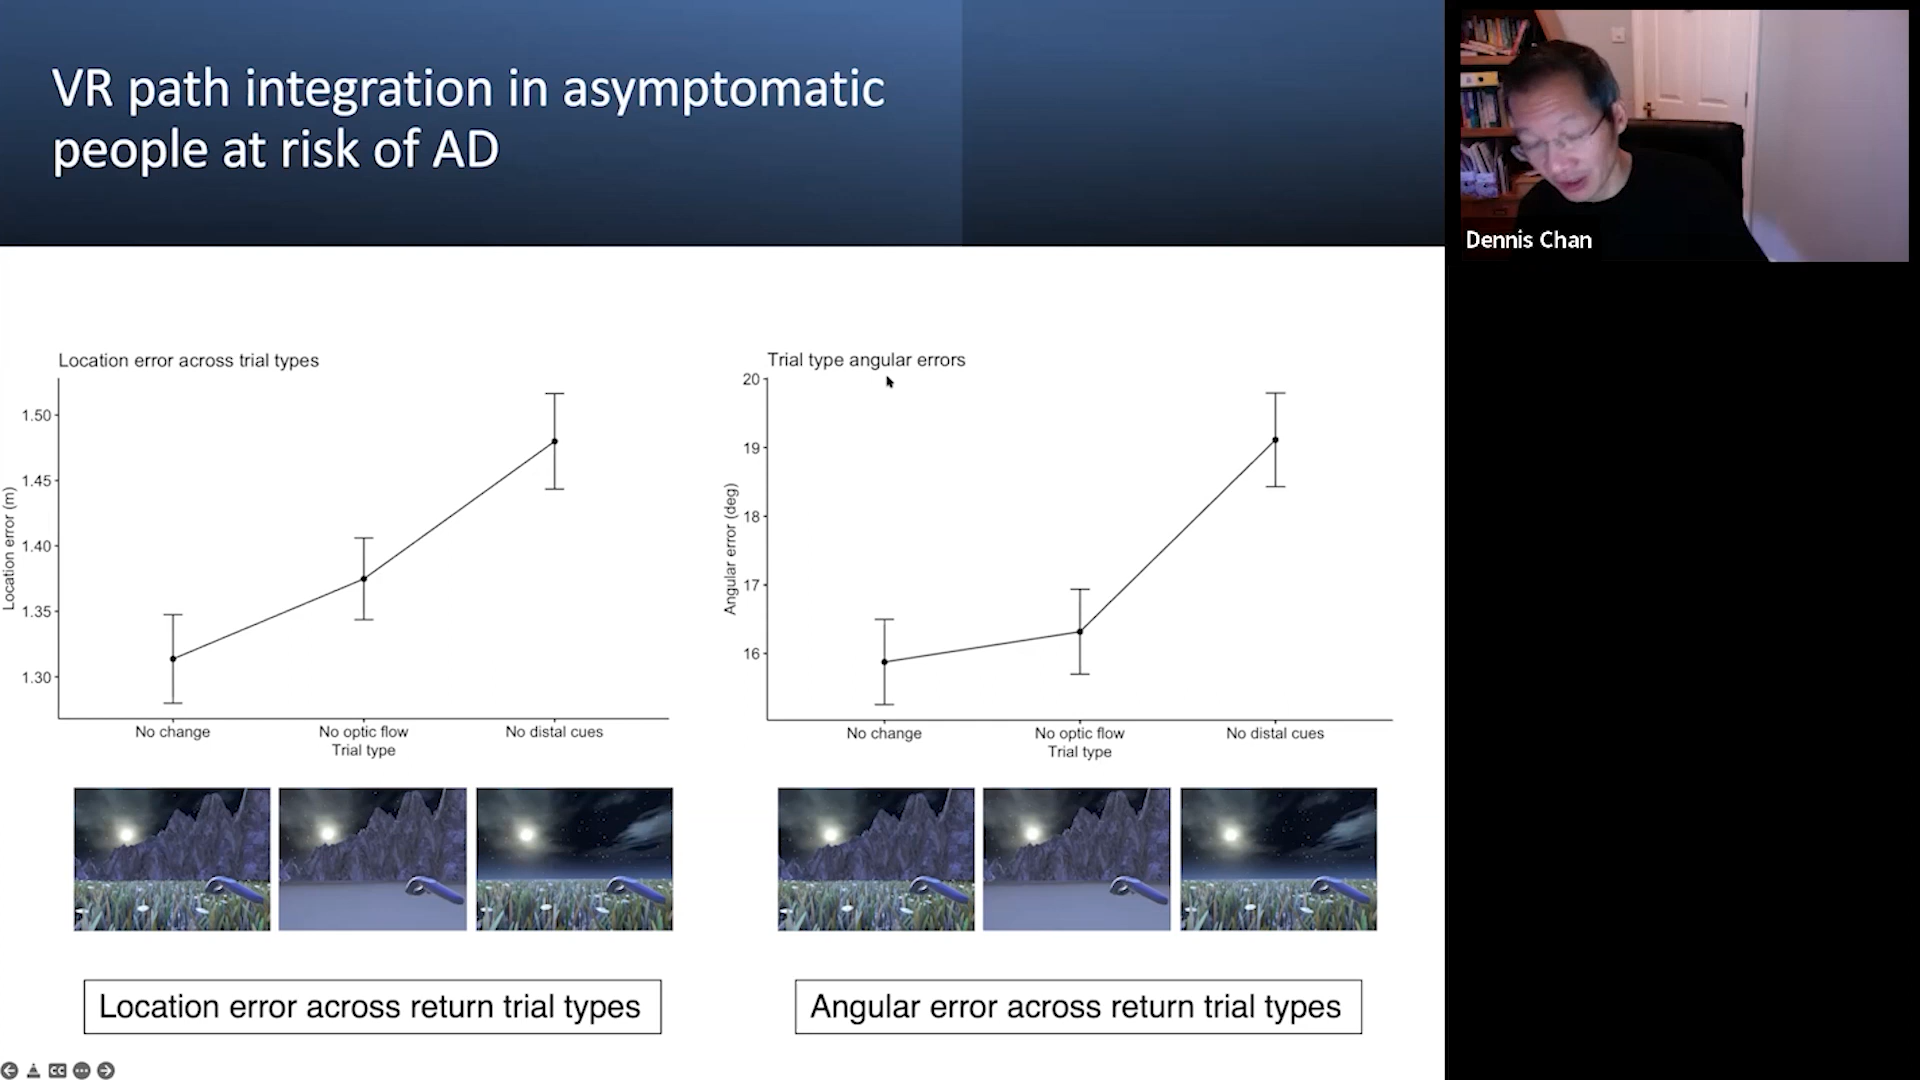 VR path integration in asymptomatic
people at risk of AD
Dennis Chan
Location error across trial types
Location error (m)
1.50
1.45
1.40
1.35
1.30
No change
No optic flow
No distal cues
Trial type
Trial type angular errors
Angular error (deg)
20
19
18
17
16
No change
No optic flow
No distal cues
Trial type
Location error across return trial types
Angular error across return trial types
CC